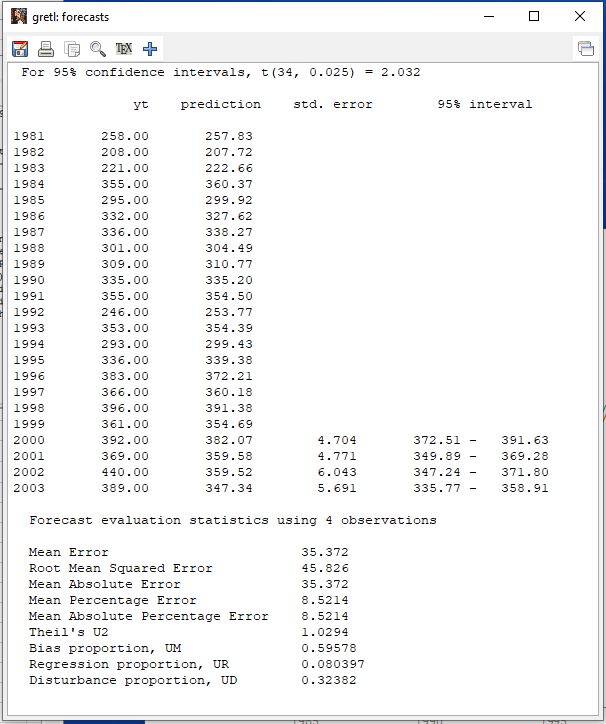 gretl: forecasts
TEX
For 95% confidence intervals, t(34, 0.025) = 2.032
yt prediction std. error 95% interval
1981 258.00 257.83
1982 208.00 207.72
1983 221.00 222.66
1984 355.00 360.37
1985 295.00 299.92
1986 332.00 327.62
1987 336.00 338.27
1988 301.00 304.49
1989 309.00 310.77
1990 335.00 335.20
1991 355.00 354.50
1992 246.00 253.77
1993 353.00 354.39
1994 293.00 299.43
1995 336.00 339.38
1996 383.00 372.21
1997 366.00 360.18
1998 396.00 391.38
1999 361.00 354.69
2000 392.00 382.07 4.704 372.51 - 391.63
2001 369.00 359.58 4.771 349.89 - 369.28
2002 440.00 359.52 6.043 347.24 - 371.80
2003 389.00 347.34 5.691 335.77 - 358.91
Forecast evaluation statistics using 4 observations
Mean Error 35.372
Root Mean Squared Error 45.826
Mean Absolute Error 35.372
Mean Percentage Error 8.5214
Mean Absolute Percentage Error 8.5214
Theil's U2 1.0294
Bias proportion, UM 0.59578
Regression proportion, UR 0.080397
Disturbance proportion, UD 0.32382